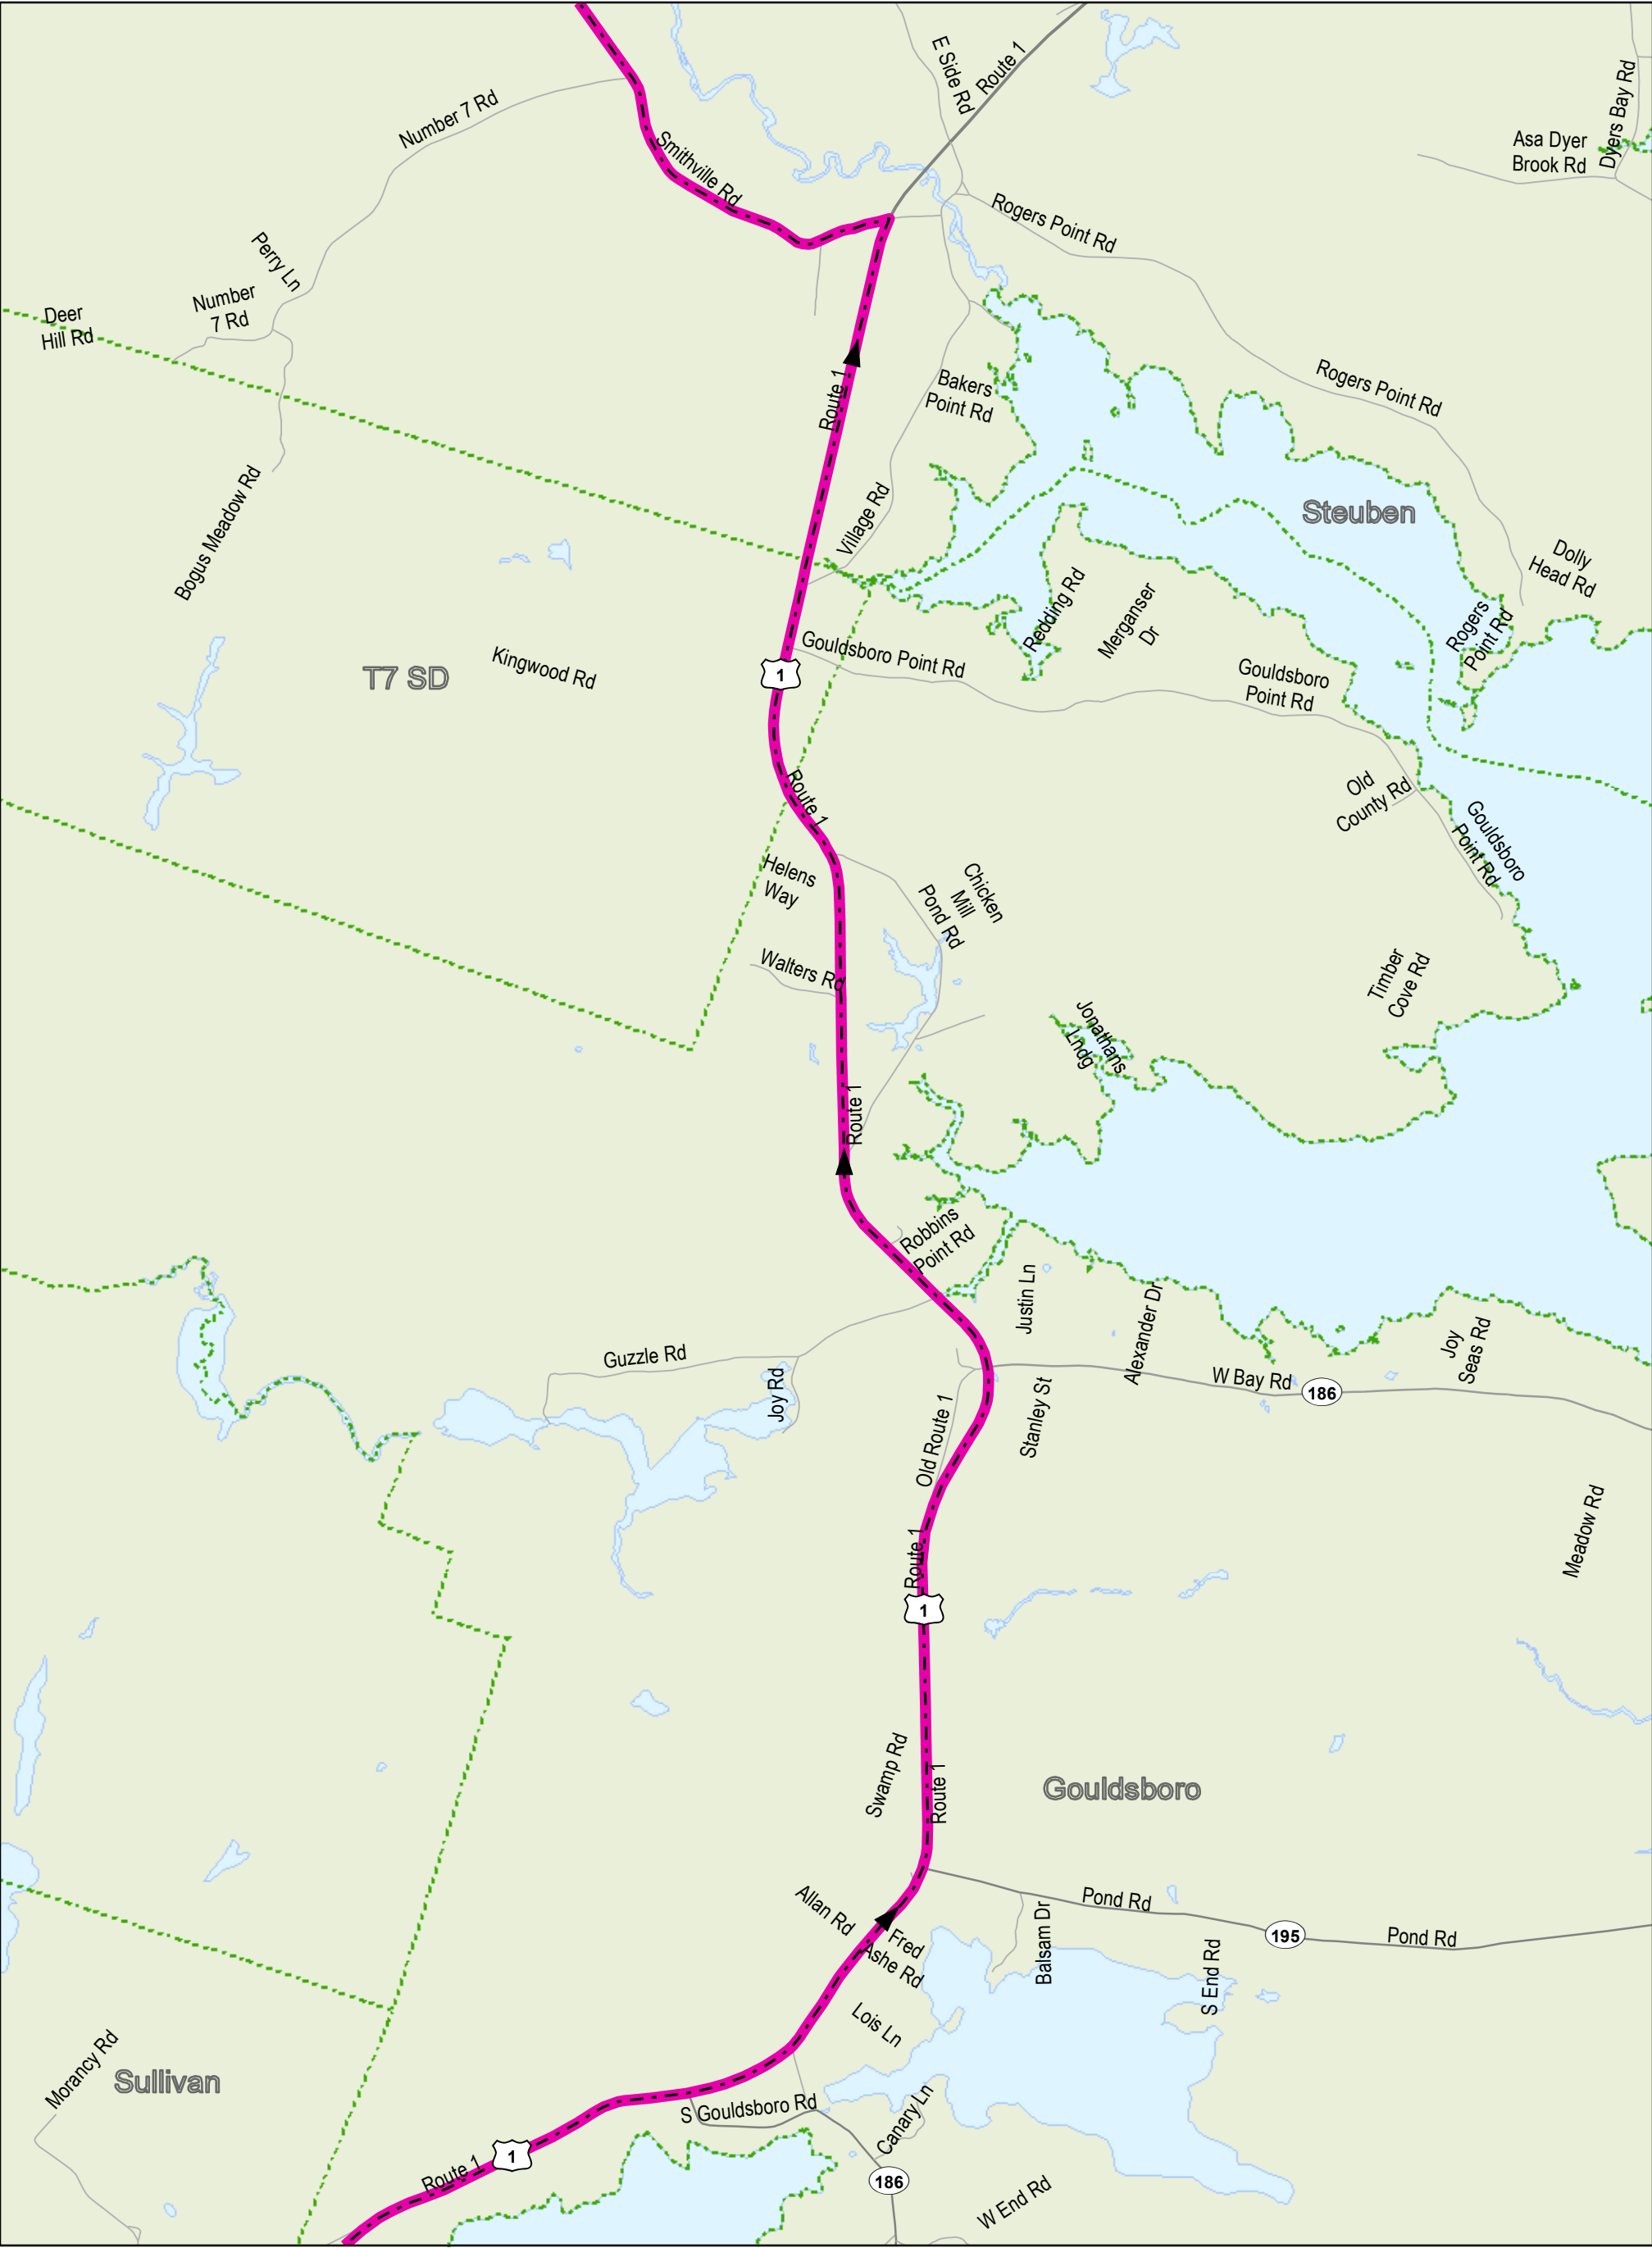 E Side Rd
Route 1
Number 7 Rd
Dyers Bay Rd
Asa Dyer
Brook Rd
Smithville Rd
Rogers Point Rd
Perry Ln
Number
7 Rd
Deer
Hill Rd
Route 1
Bakers
Point Rd
Rogers Point Rd
Village Rd
Bogus Meadow Rd
Steuben
Dolly
Head Rd
Redding Rd
Merganser
Dr
Rogers
Point Rd
Gouldsboro Point Rd
Kingwood Rd
T7 SD
1
Gouldsboro
Point Rd
Route 1
Old
County Rd
Gouldsboro
Point Rd
Helens
Way
Chicken
Mill
Pond Rd
Walters Rd
Timber
Cove Rd
Jonathans
Lndg
Route 1
Robbins
Point Rd
Justin Ln
Alexander Dr
Joy
Seas Rd
Guzzle Rd
Joy Rd
W Bay Rd
186
Old Route 1
Stanley St
Route 1
Meadow Rd
1
Swamp Rd
Route 1
Gouldsboro
Allan Rd
Fred
Ashe Rd
Pond Rd
Balsam Dr
195
Pond Rd
S End Rd
Lois Ln
Morancy Rd
Sullivan
S Gouldsboro Rd
Canary Ln
1
Route 1
186
W End Rd